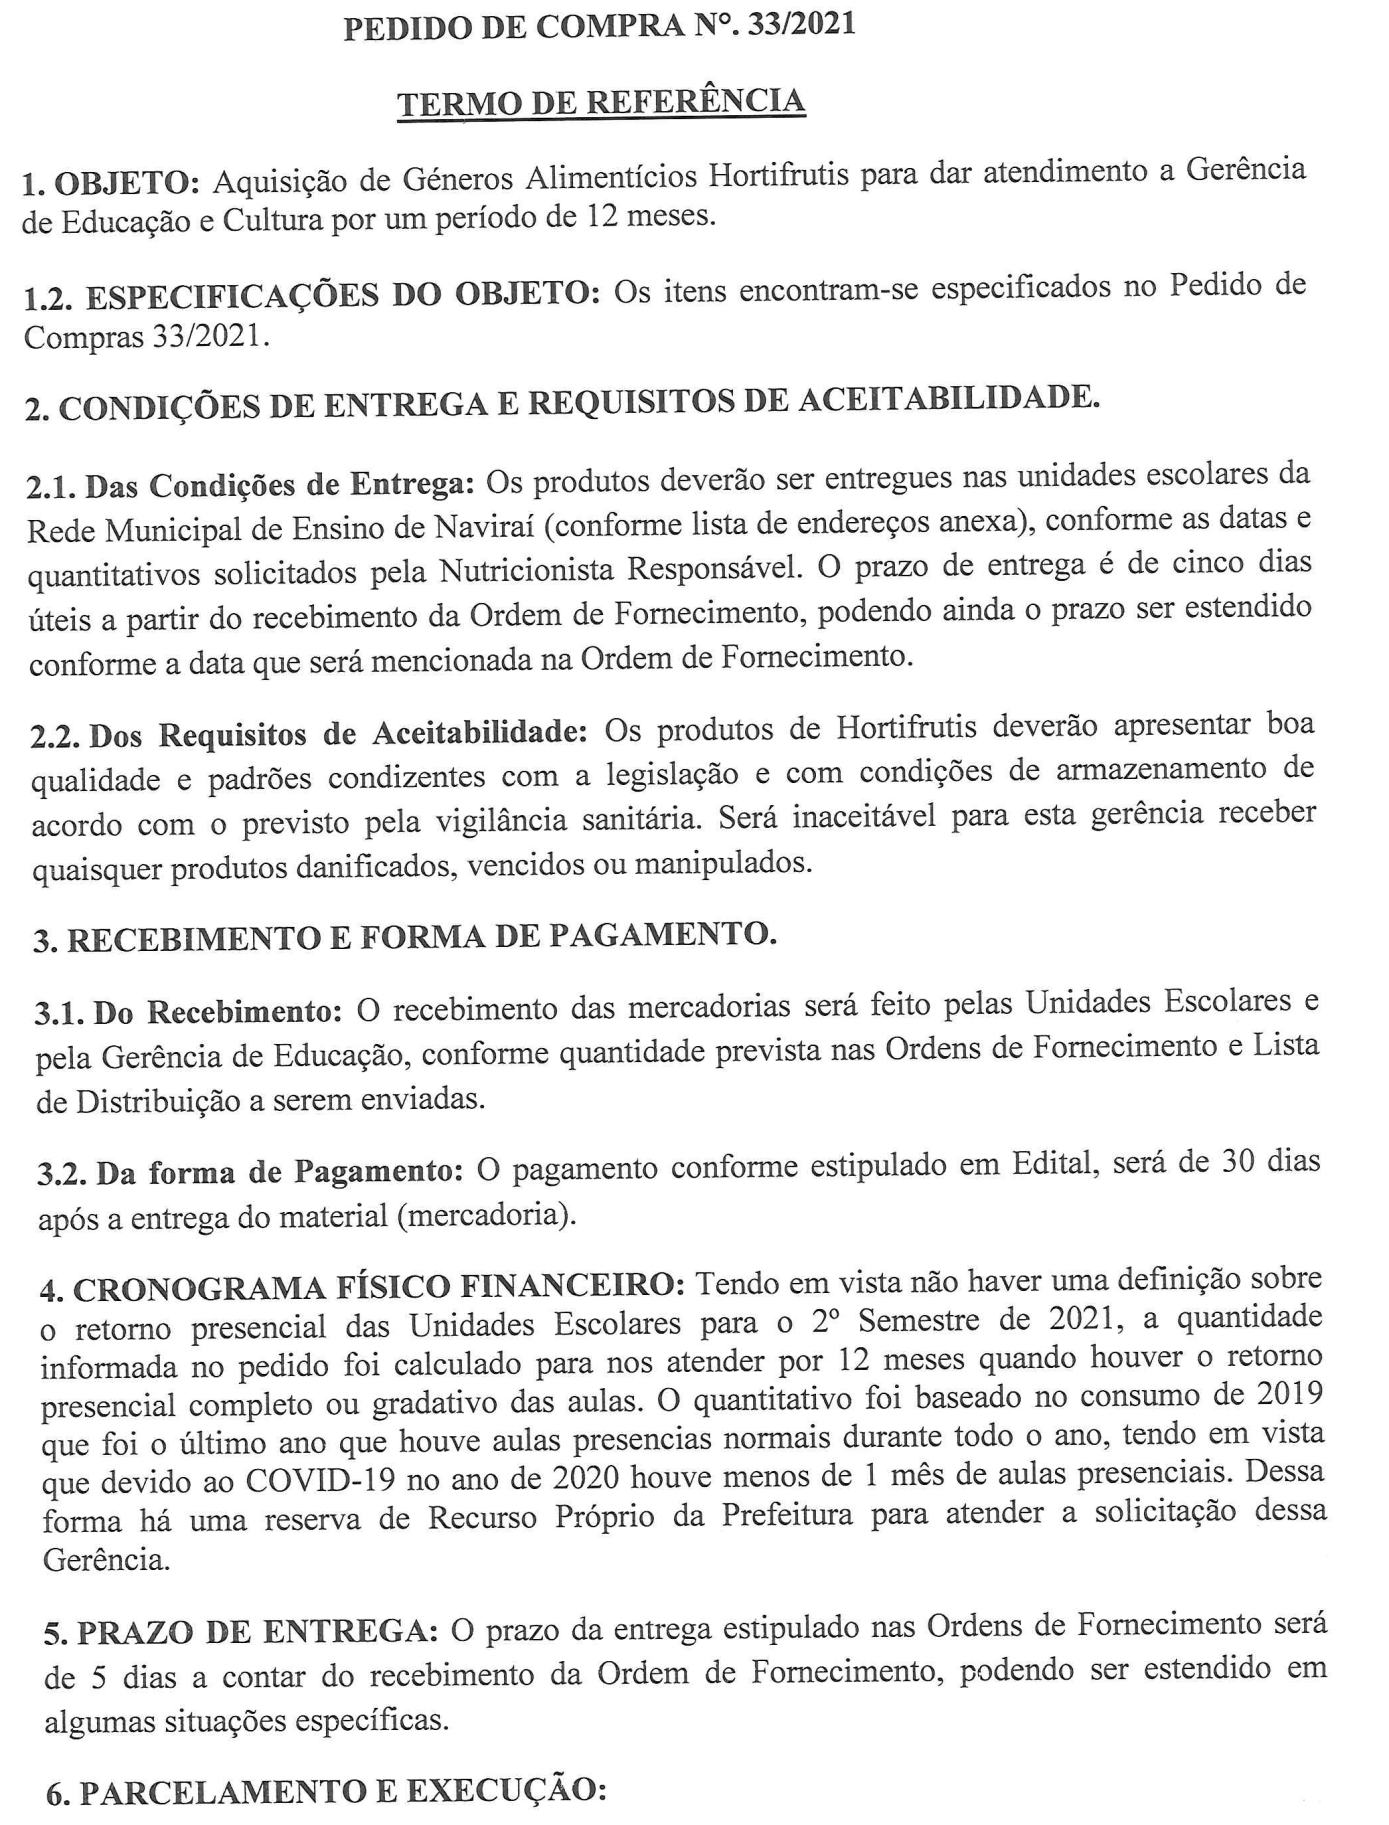 PEDIDO DE COMPRA Nº. 33/2021
TERMO DE REFERÊNCIA
1. OBJETO: Aquisição de Géneros Alimentícios Hortifrutis para dar atendimento a Gerência
de Educação e Cultura por um período de 12 meses.
1.2. ESPECIFICAÇÕES DO OBJETO: Os itens encontram-se especificados no Pedido de
Compras 33/2021.
2. CONDIÇÕES DE ENTREGA E REQUISITOS DE ACEITABILIDADE.
2.1. Das Condições de Entrega: Os produtos deverão ser entregues nas unidades escolares da
Rede Municipal de Ensino de Naviraí (conforme lista de endereços anexa), conforme as datas e
quantitativos solicitados pela Nutricionista Responsável. O prazo de entrega é de cinco dias
úteis a partir do recebimento da Ordem de Fornecimento, podendo ainda o prazo ser estendido
conforme a data que será mencionada na Ordem de Fornecimento.
2.2. Dos Requisitos de Aceitabilidade: Os produtos de Hortifrutis deverão apresentar boa
qualidade e padrões condizentes com a legislação e com condições de armazenamento de
acordo com o previsto pela vigilância sanitária. Será inaceitável para esta gerência receber
quaisquer produtos danificados, vencidos ou manipulados.
3. RECEBIMENTO E FORMA DE PAGAMENTO.
3.1. Do Recebimento: O recebimento das mercadorias será feito pelas Unidades Escolares e
pela Gerência de Educação, conforme quantidade prevista nas Ordens de Fornecimento e Lista
de Distribuição a serem enviadas.
3.2. Da forma de Pagamento: O pagamento conforme estipulado em Edital, será de 30 dias
após a entrega do material (mercadoria).
4. CRONOGRAMA FÍSICO FINANCEIRO: Tendo em vista não haver uma definição sobre
o retorno presencial das Unidades Escolares para o 2º Semestre de 2021, a quantidade
informada no pedido foi calculado para nos atender por 12 meses quando houver o retorno
presencial completo ou gradativo das aulas. O quantitativo foi baseado no consumo de 2019
que foi o último ano que houve aulas presencias normais durante todo o ano, tendo em vista
que devido ao COVID-19 no ano de 2020 houve menos de 1 mês de aulas presenciais. Dessa
forma há uma reserva de Recurso Próprio da Prefeitura para atender a solicitação dessa
Gerência.
5. PRAZO DE ENTREGA: O prazo da entrega estipulado nas Ordens de Fornecimento será
de 5 dias a contar do recebimento da Ordem de Fornecimento, podendo ser estendido em
algumas situações específicas.
6. PARCELAMENTO E EXECUÇÃO: